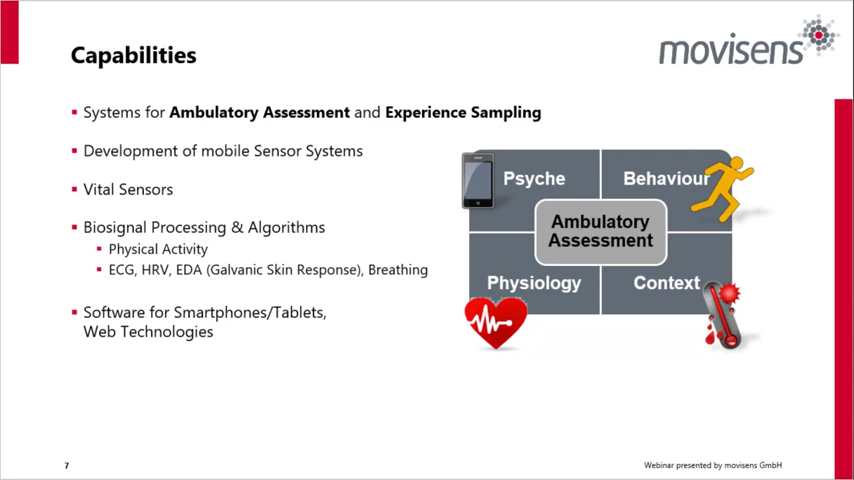 Capabilities
movisens
Systems for Ambulatory Assessment and Experience Sampling
Development of mobile Sensor Systems
Vital Sensors
Biosignal Processing & Algorithms
Physical Activity
ECG, HRV, EDA (Galvanic Skin Response), Breathing
Software for Smartphones/Tablets,
Web Technologies
Psyche
Behaviour
Ambulatory
Assessment
Physiology
Context
7
Webinar presented by movisens GmbH